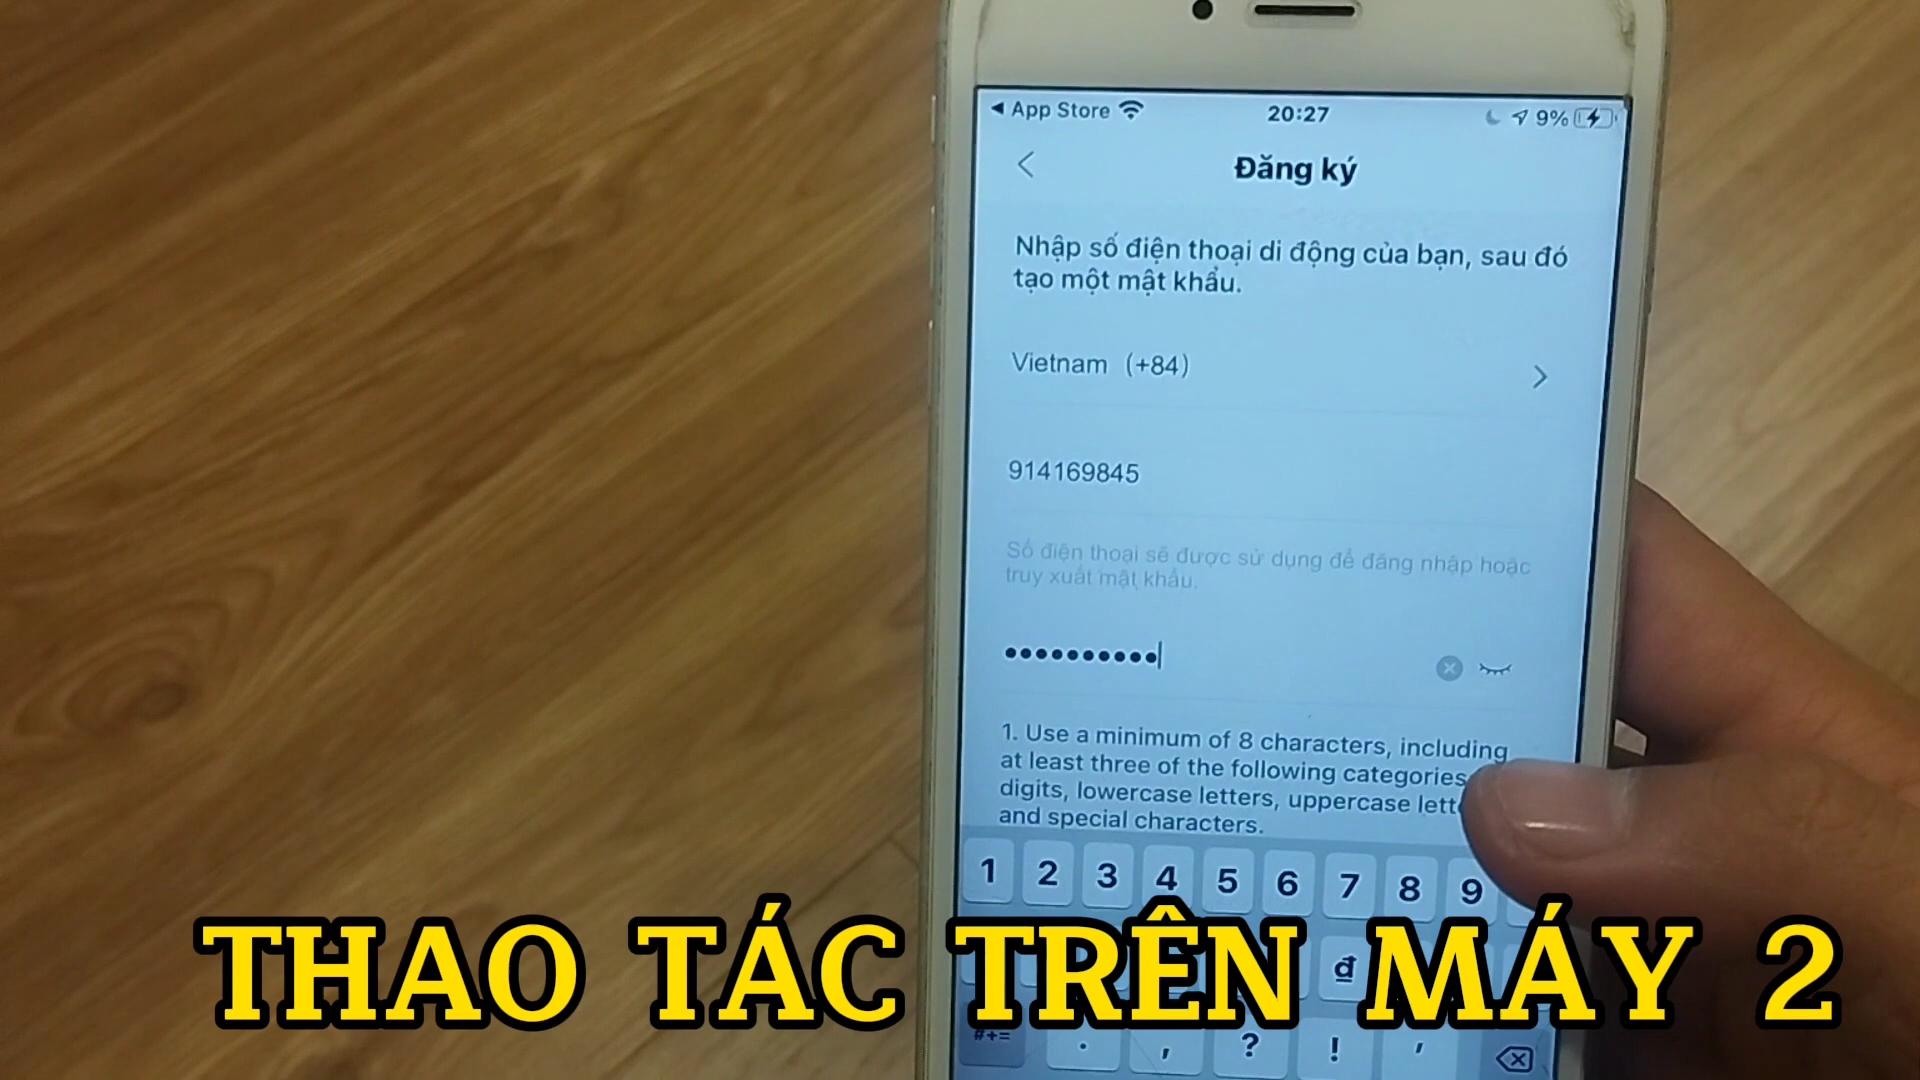 ◀ App Store 20:27 9%
Đăng ký
Nhập số điện thoại di động của bạn, sau đó
tạo một mật khẩu.
Vietnam (+84)
914169845
Số điện thoại sẽ được sử dụng để đăng nhập hoặc
truy xuất mật khẩu.
••••••••••
1. Use a minimum of 8 characters, including
at least three of the following categories
digits, lowercase letters, uppercase
and special characters.
1 2 3 4 5 6 7 8 9
đ
#+= . , ? ! ′
THAO TÁC TRÊN MÁY 2